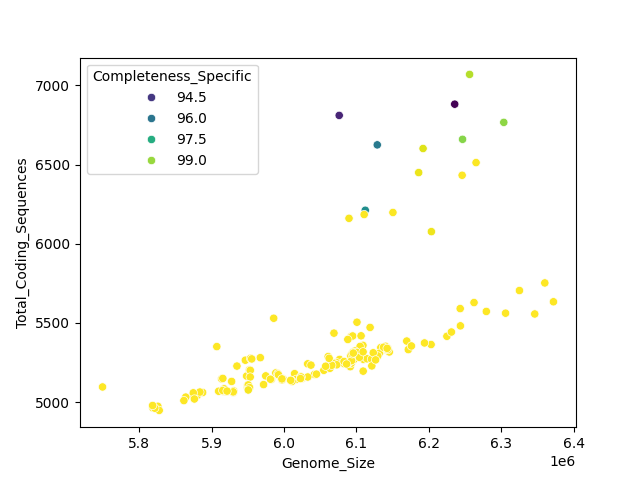 Completeness_Specific
94.5
96.0
97.5
99.0
7000
6500
6000
5500
5000
Total_Coding_Sequences
5.8 5.9 6.0 6.1 6.2 6.3 6.4
1e6
Genome_Size